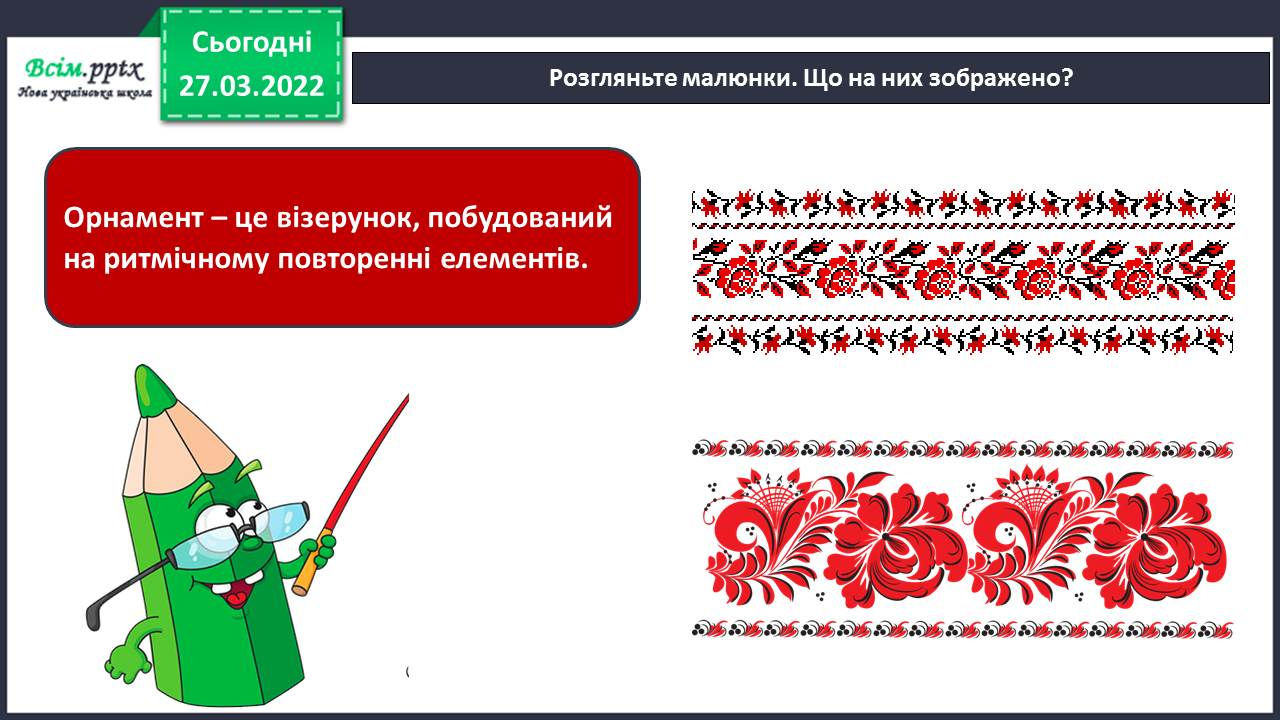 Сьогодні
27.03.2022
Всім.pptx
Нова українська школа
Розгляньте малюнки. Що на них зображено?
Орнамент – це візерунок, побудований
на ритмічному повторенні елементів.